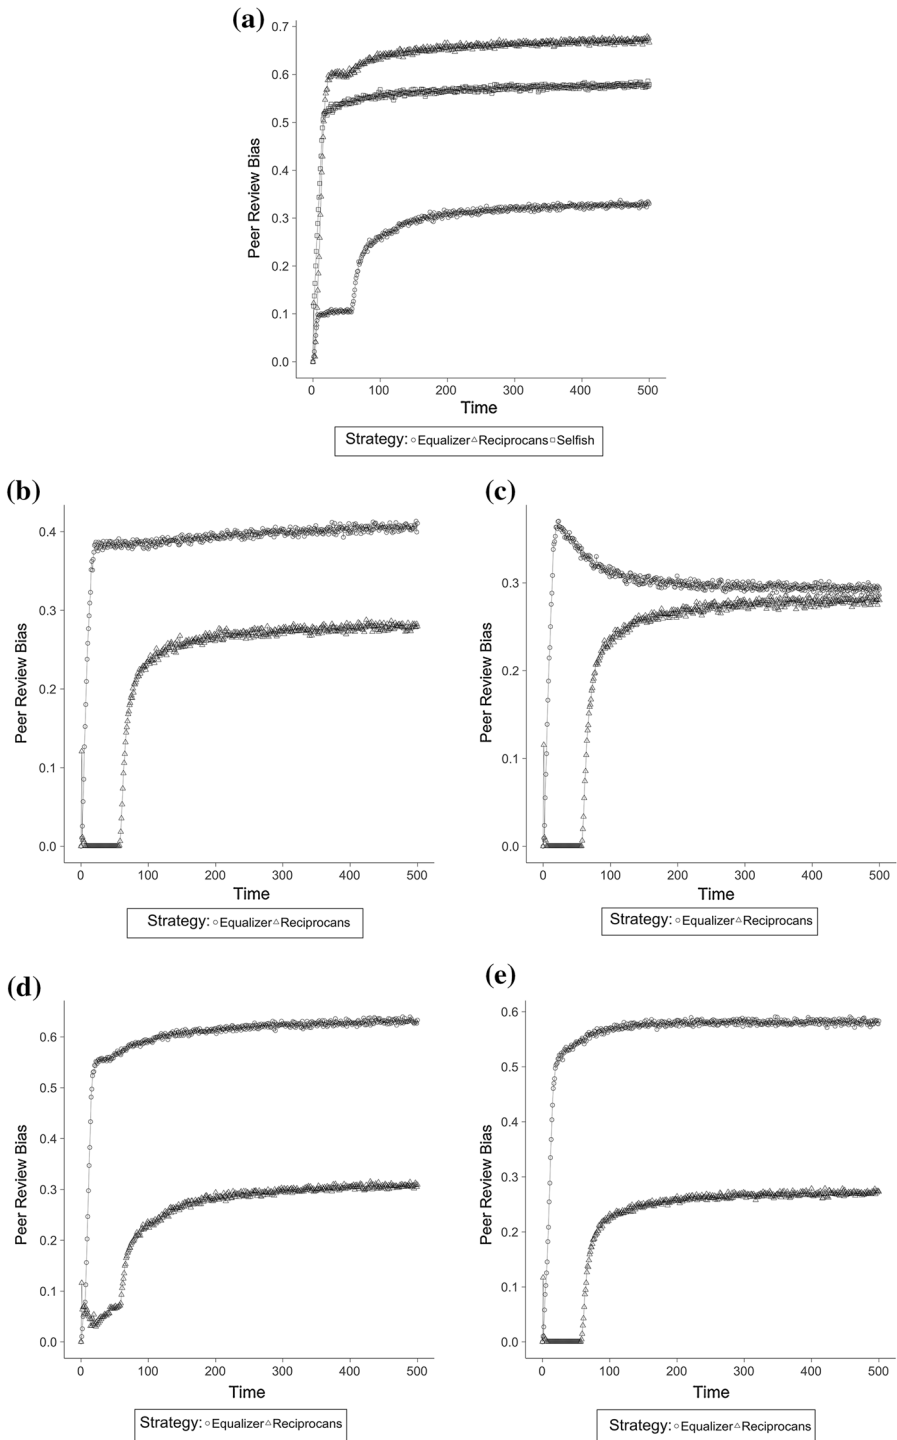 (a)
0.7
0.6
0.5
0.4
0.3
0.2
0.1
0.0
Peer Review Bias
0 100 200 300 400 500
Time
Strategy: Equalizer Reciprocans Selfish
(b)
0.4
0.3
0.2
0.1
0.0
Peer Review Bias
0 100 200 300 400 500
Time
Strategy: Equalizer Reciprocans
(c)
0.3
0.2
0.1
0.0
Peer Review Bias
0 100 200 300 400 500
Time
Strategy: Equalizer Reciprocans
(d)
0.6
0.5
0.4
0.3
0.2
0.1
0.0
Peer Review Bias
0 100 200 300 400 500
Time
Strategy: Equalizer Reciprocans
(e)
0.6
0.5
0.4
0.3
0.2
0.1
0.0
Peer Review Bias
0 100 200 300 400 500
Time
Strategy: Equalizer Reciprocans